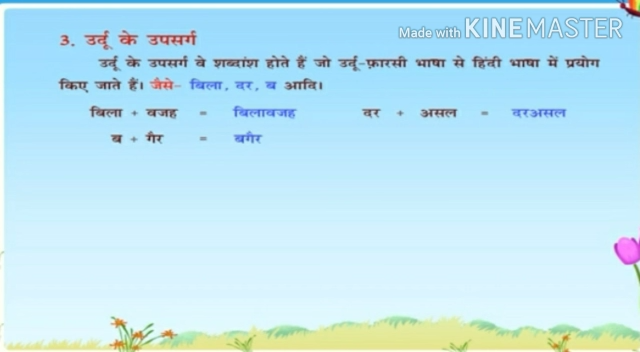 Made with KINEMASTER
3. उर्दू के उपसर्ग
उर्दू के उपसर्ग वे शब्दांश होते हैं जो उर्दू-फ़ारसी भाषा से हिंदी भाषा में प्रयोग
किए जाते हैं। जैसे- बिला, दर, ब आदि।
बिला + वजह = बिलावजह दर + असल = दरअसल
ब + गैर = बगैर